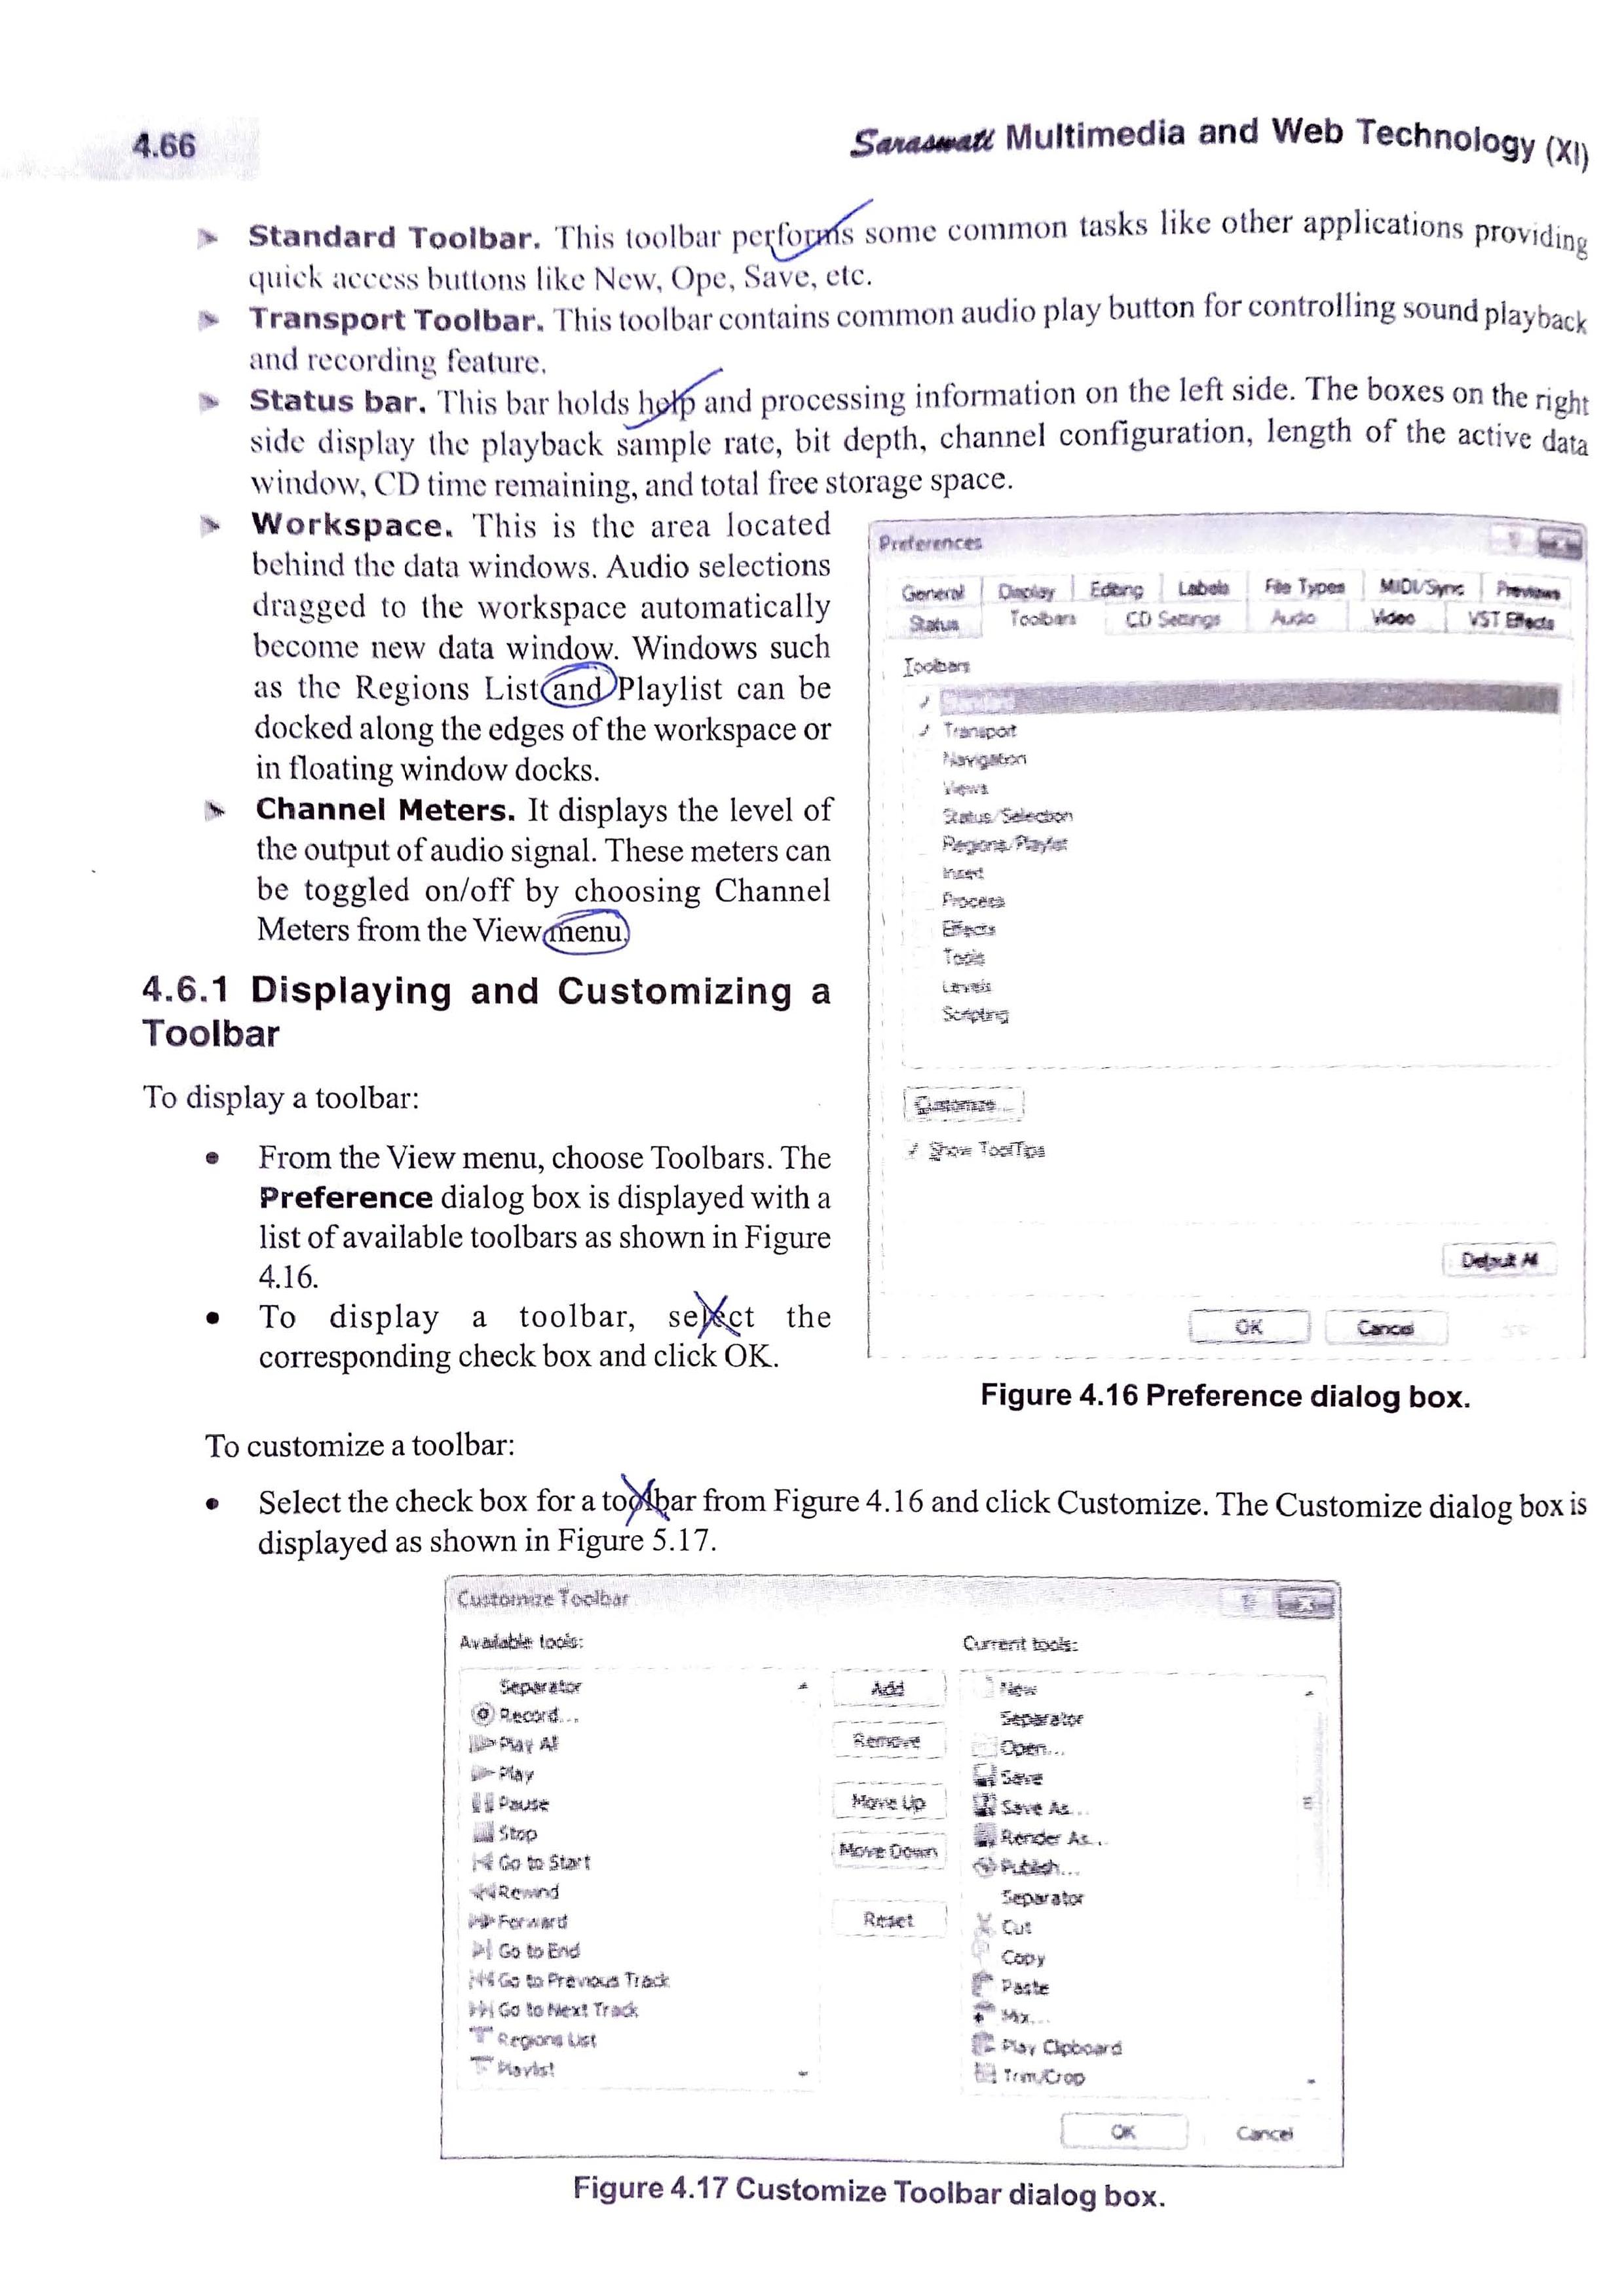 4.66
Saraswati Multimedia and Web Technology (XI)
Standard Toolbar. This toolbar performs some common tasks like other applications providing
quick access buttons like New, Ope, Save, etc.
Transport Toolbar. This toolbar contains common audio play button for controlling sound playback
and recording feature.
Status bar. This bar holds help and processing information on the left side. The boxes on the right
side display the playback sample rate, bit depth, channel configuration, length of the active data
window, CD time remaining, and total free storage space.
Workspace. This is the area located
behind the data windows. Audio selections
dragged to the workspace automatically
become new data window. Windows such
as the Regions List and Playlist can be
docked along the edges of the workspace or
in floating window docks.
Channel Meters. It displays the level of
the output of audio signal. These meters can
be toggled on/off by choosing Channel
Meters from the View menu.
4.6.1 Displaying and Customizing a
Toolbar
To display a toolbar:
• From the View menu, choose Toolbars. The
Preference dialog box is displayed with a
list of available toolbars as shown in Figure
4.16.
• To display a toolbar, select the
corresponding check box and click OK.
Preferences
General Display Editing Labels File Types MIDI/Sync Previews
Status Toolbars CD Settings Audio Video VST Effects
Toolbars
Standard
Transport
Navigation
Views
Status/Selection
Regions/Playlist
Insert
Process
Effects
Tools
Levels
Scripting
Customize...
Show ToolTips
Default All
OK Cancel
Figure 4.16 Preference dialog box.
To customize a toolbar:
• Select the check box for a toolbar from Figure 4.16 and click Customize. The Customize dialog box is
displayed as shown in Figure 5.17.
Customize Toolbar
Available tools:
Separator
Record...
Play All
Play
Pause
Stop
Go to Start
Rewind
Forward
Go to End
Go to Previous Track
Go to Next Track
Regions List
Playlist
Add
Remove
Move Up
Move Down
Reset
Current tools:
New
Separator
Open...
Save
Save As...
Render As...
Publish...
Separator
Cut
Copy
Paste
Mix...
Play Clipboard
Trim/Crop
OK Cancel
Figure 4.17 Customize Toolbar dialog box.